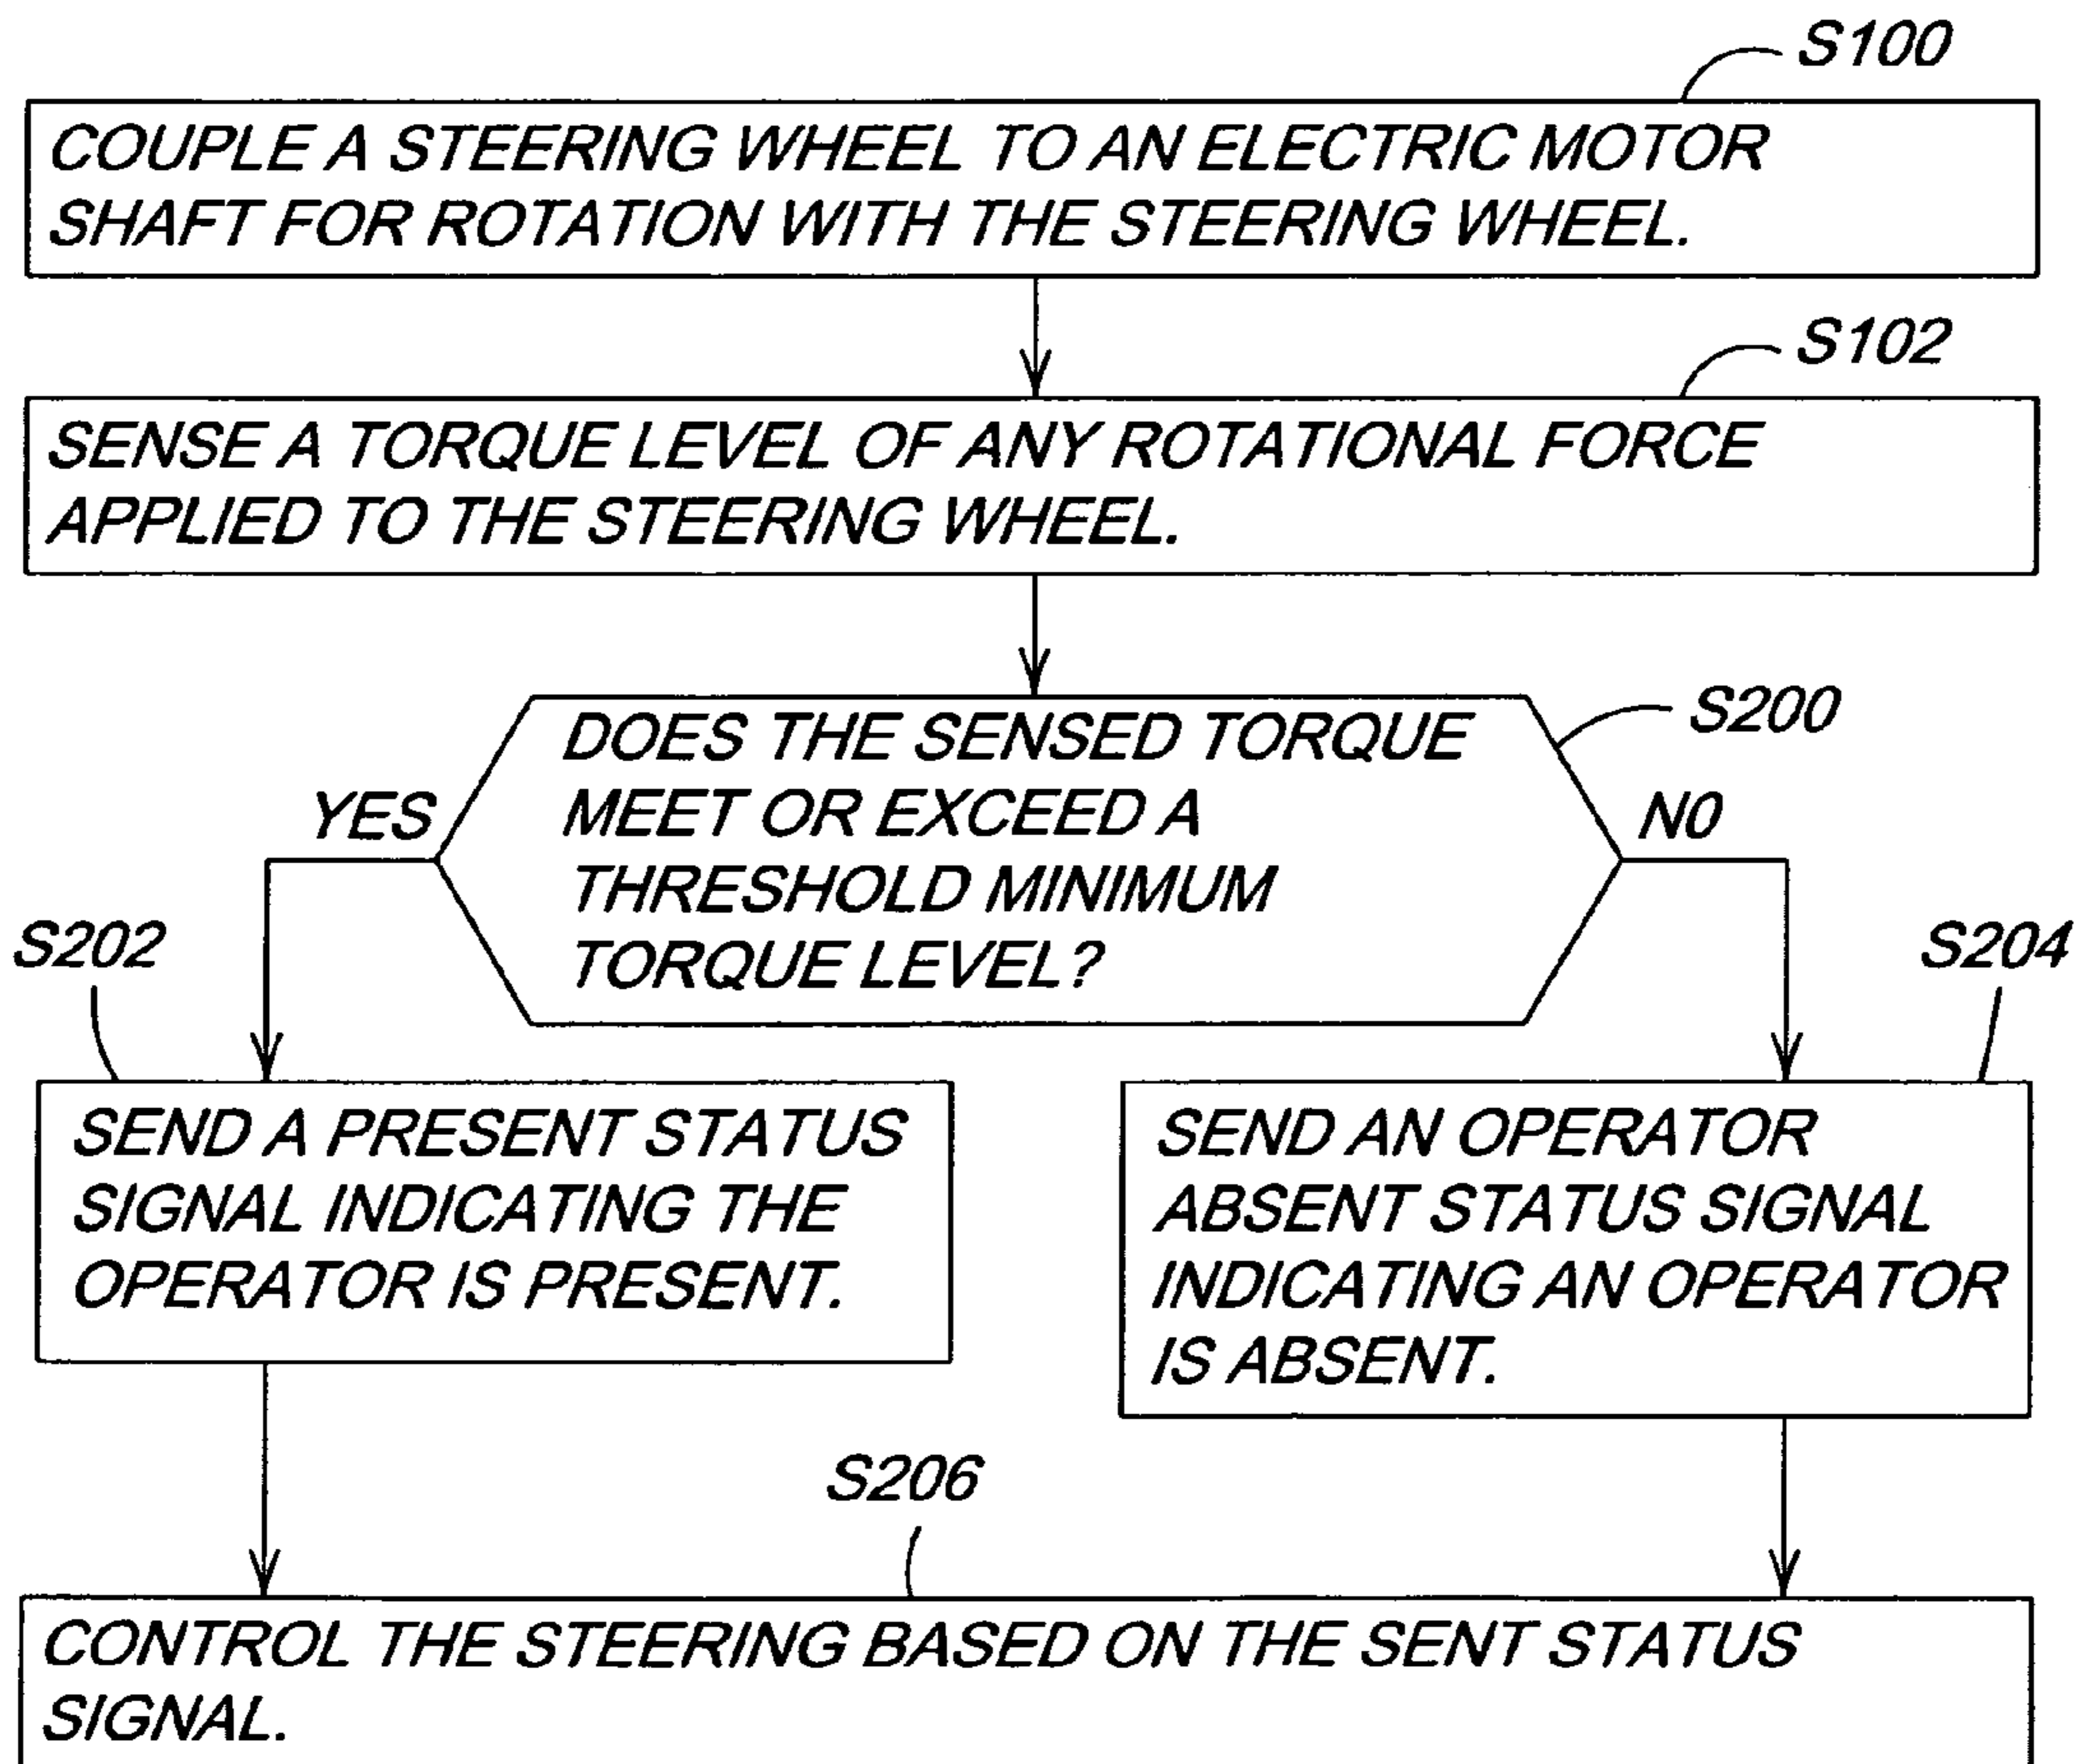 S100
COUPLE A STEERING WHEEL TO AN ELECTRIC MOTOR
SHAFT FOR ROTATION WITH THE STEERING WHEEL.
S102
SENSE A TORQUE LEVEL OF ANY ROTATIONAL FORCE
APPLIED TO THE STEERING WHEEL.
S200
DOES THE SENSED TORQUE
MEET OR EXCEED A
THRESHOLD MINIMUM
TORQUE LEVEL?
YES
NO
S202
SEND A PRESENT STATUS
SIGNAL INDICATING THE
OPERATOR IS PRESENT.
S204
SEND AN OPERATOR
ABSENT STATUS SIGNAL
INDICATING AN OPERATOR
IS ABSENT.
S206
CONTROL THE STEERING BASED ON THE SENT STATUS
SIGNAL.